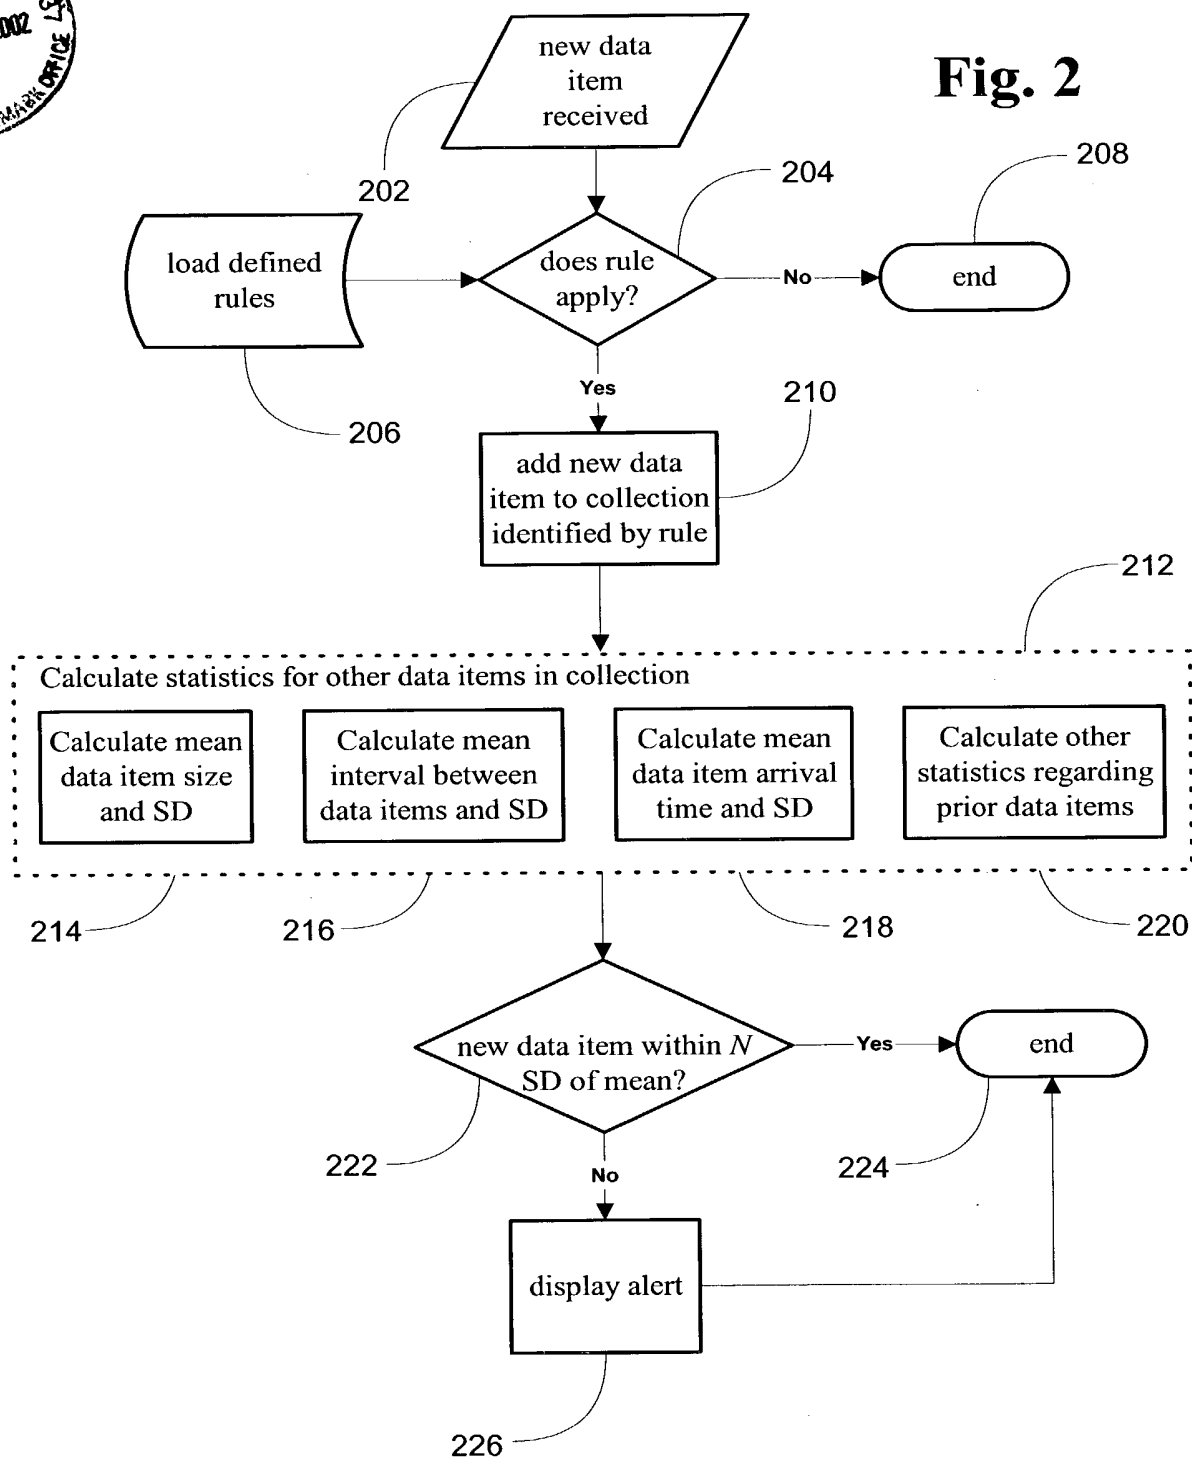 002
MARK OFFICE
Fig. 2
new data
item
received
202
204
208
load defined
rules
does rule
apply?
No
end
206
Yes
210
add new data
item to collection
identified by rule
212
Calculate statistics for other data items in collection
Calculate mean
data item size
and SD
Calculate mean
interval between
data items and SD
Calculate mean
data item arrival
time and SD
Calculate other
statistics regarding
prior data items
214
216
218
220
new data item within N
SD of mean?
Yes
end
222
224
No
display alert
226